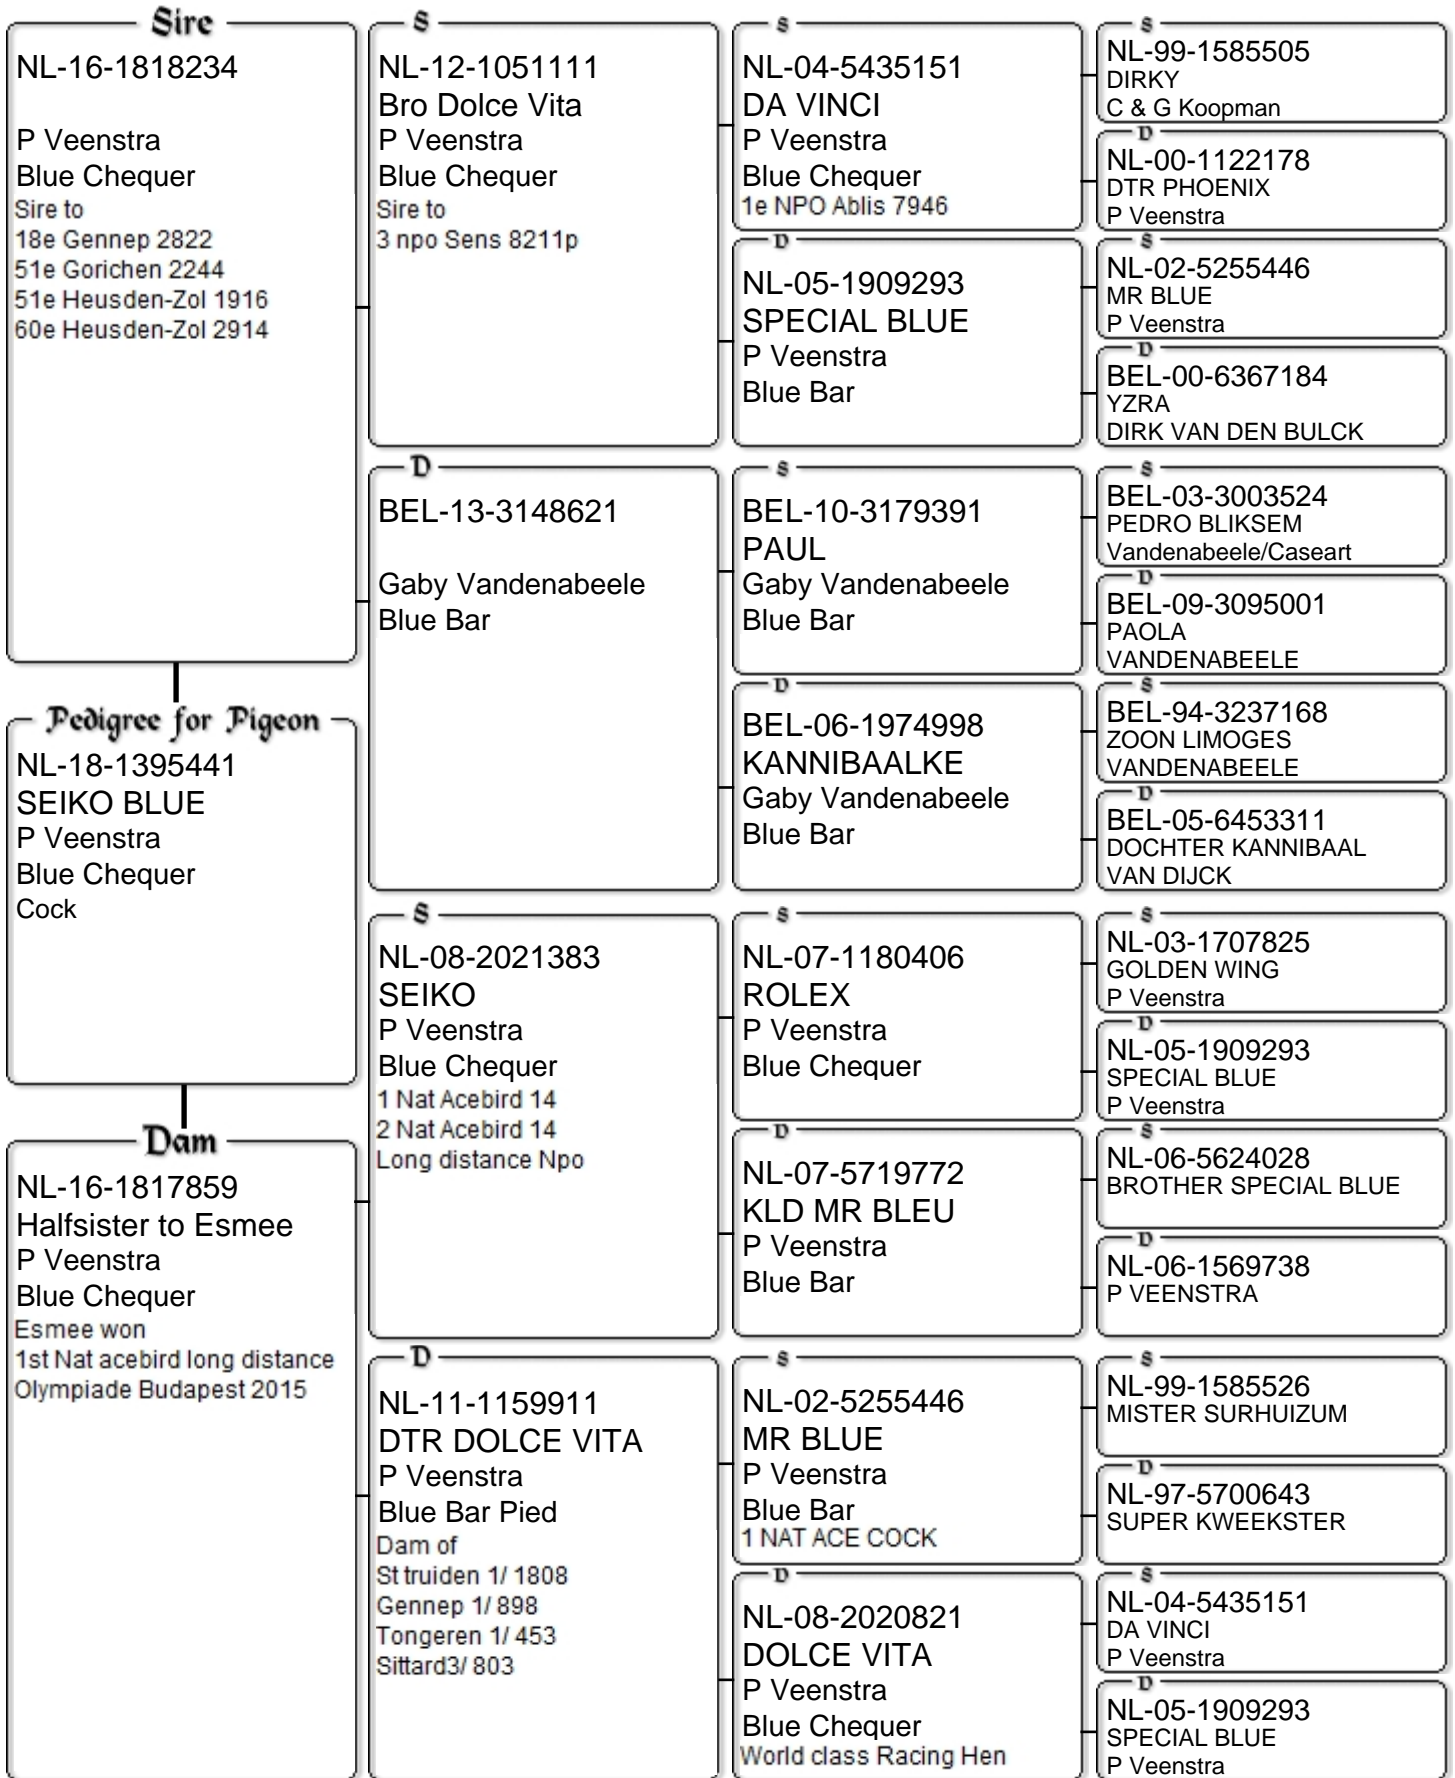 Sire
NL-16-1818234
P Veenstra
Blue Chequer
Sire to
18e Gennep 2822
51e Gorichen 2244
51e Heusden-Zol 1916
60e Heusden-Zol 2914
Pedigree for Pigeon
NL-18-1395441
SEIKO BLUE
P Veenstra
Blue Chequer
Cock
Dam
NL-16-1817859
Halfsister to Esmee
P Veenstra
Blue Chequer
Esmee won
1st Nat acebird long distance
Olympiade Budapest 2015
S
NL-12-1051111
Bro Dolce Vita
P Veenstra
Blue Chequer
Sire to
3 npo Sens 8211p
D
BEL-13-3148621
Gaby Vandenabeele
Blue Bar
S
NL-08-2021383
SEIKO
P Veenstra
Blue Chequer
1 Nat Acebird 14
2 Nat Acebird 14
Long distance Npo
D
NL-11-1159911
DTR DOLCE VITA
P Veenstra
Blue Bar Pied
Dam of
St truiden 1/ 1808
Gennep 1/ 898
Tongeren 1/ 453
Sittard3/ 803
S
NL-04-5435151
DA VINCI
P Veenstra
Blue Chequer
1e NPO Ablis 7946
D
NL-05-1909293
SPECIAL BLUE
P Veenstra
Blue Bar
S
BEL-10-3179391
PAUL
Gaby Vandenabeele
Blue Bar
D
BEL-06-1974998
KANNIBAALKE
Gaby Vandenabeele
Blue Bar
S
NL-07-1180406
ROLEX
P Veenstra
Blue Chequer
D
NL-07-5719772
KLD MR BLEU
P Veenstra
Blue Bar
S
NL-02-5255446
MR BLUE
P Veenstra
Blue Bar
1 NAT ACE COCK
D
NL-08-2020821
DOLCE VITA
P Veenstra
Blue Chequer
World class Racing Hen
S
NL-99-1585505
DIRKY
C & G Koopman
D
NL-00-1122178
DTR PHOENIX
P Veenstra
S
NL-02-5255446
MR BLUE
P Veenstra
D
BEL-00-6367184
YZRA
DIRK VAN DEN BULCK
S
BEL-03-3003524
PEDRO BLIKSEM
Vandenabeele/Caseart
D
BEL-09-3095001
PAOLA
VANDENABEELE
S
BEL-94-3237168
ZOON LIMOGES
VANDENABEELE
D
BEL-05-6453311
DOCHTER KANNIBAAL
VAN DIJCK
S
NL-03-1707825
GOLDEN WING
P Veenstra
D
NL-05-1909293
SPECIAL BLUE
P Veenstra
S
NL-06-5624028
BROTHER SPECIAL BLUE
D
NL-06-1569738
P VEENSTRA
S
NL-99-1585526
MISTER SURHUIZUM
D
NL-97-5700643
SUPER KWEEKSTER
S
NL-04-5435151
DA VINCI
P Veenstra
D
NL-05-1909293
SPECIAL BLUE
P Veenstra